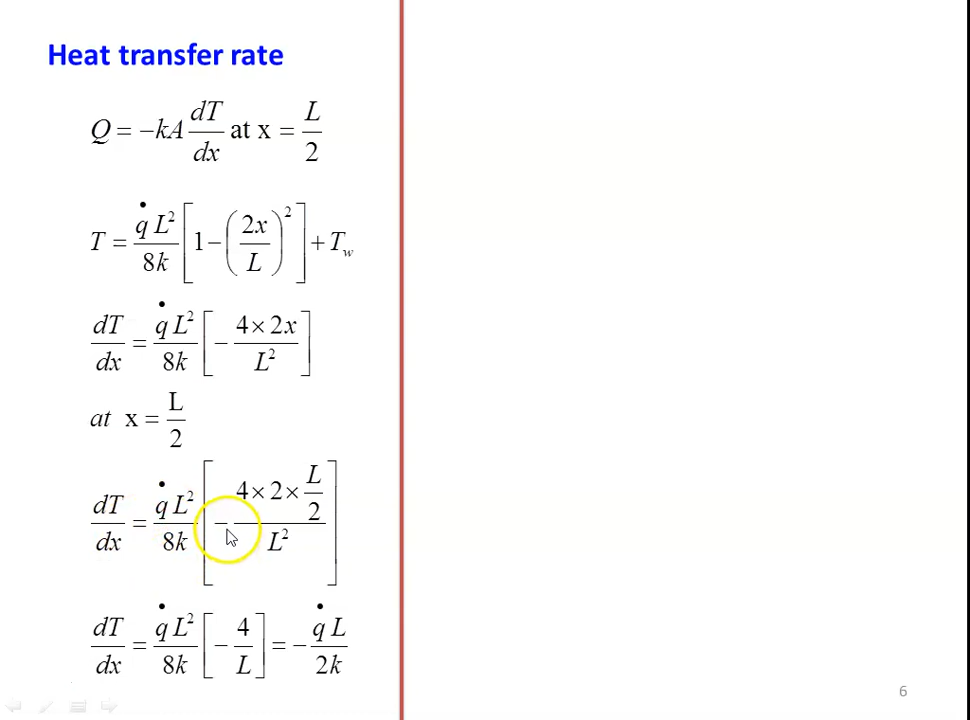 Heat transfer rate
Q = −kA dT/dx at x = L/2
T = q̇ L²/8k [1 − (2x/L)²] + T_w
dT/dx = q̇ L²/8k [− 4 × 2x/L²]
at x = L/2
dT/dx = q̇ L²/8k [− 4 × 2 × L/2 / L²]
dT/dx = q̇ L²/8k [− 4/L] = − q̇ L/2k
6